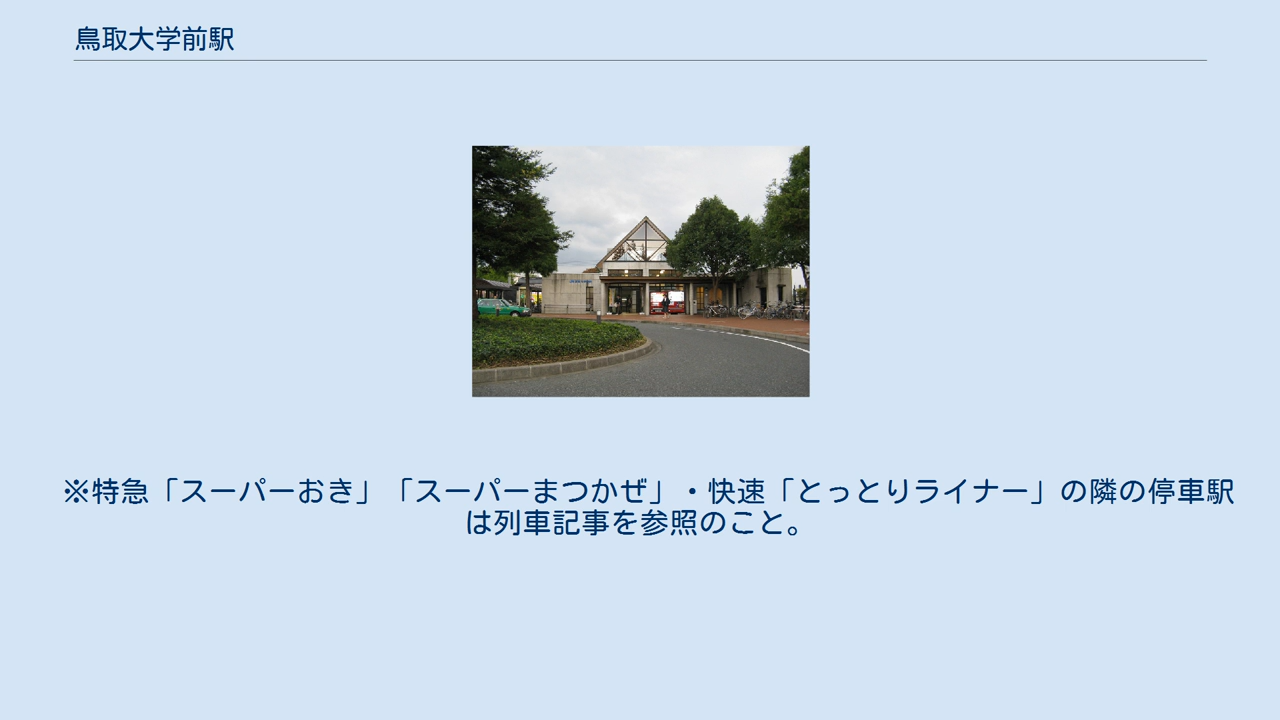 鳥取大学前駅
※特急「スーパーおき」「スーパーまつかぜ」・快速「とっとりライナー」の隣の停車駅
は列車記事を参照のこと。